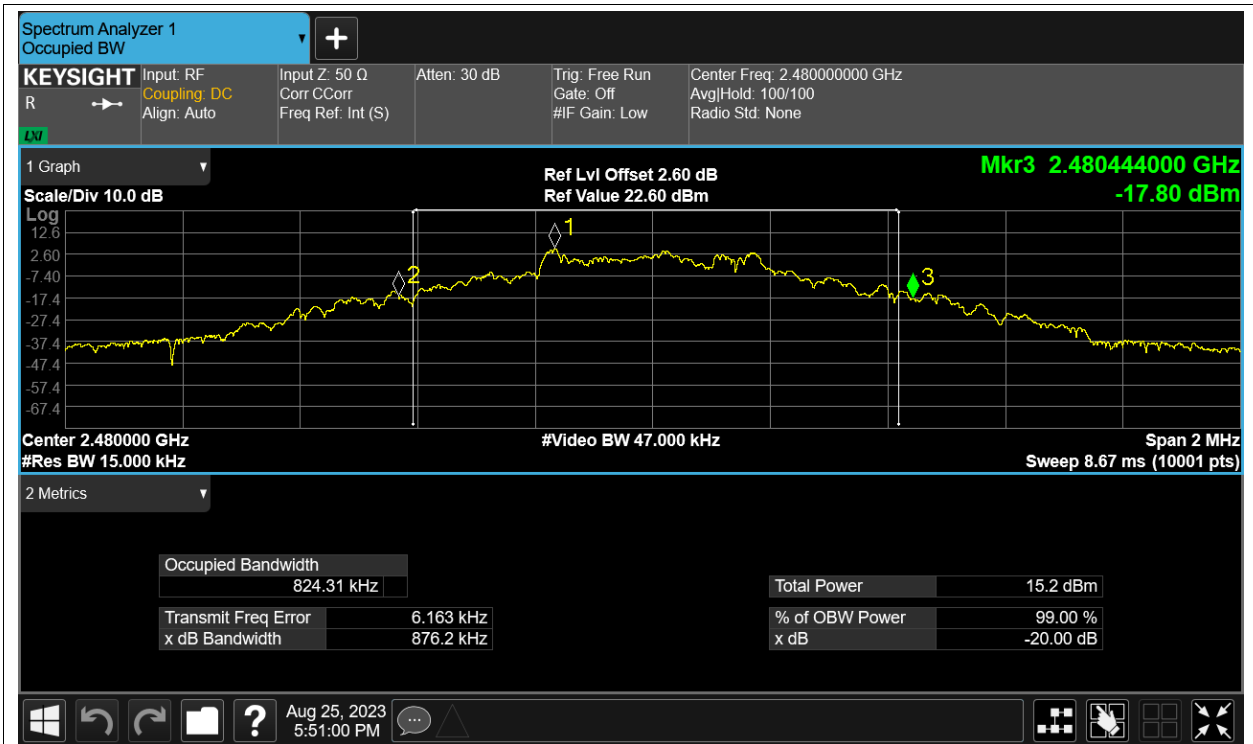 Spectrum Analyzer 1
Occupied BW
KEYSIGHT
R
LXI
Input: RF
Coupling: DC
Align: Auto
Input Z: 50 Ω
Corr CCorr
Freq Ref: Int (S)
Atten: 30 dB
Trig: Free Run
Gate: Off
#IF Gain: Low
Center Freq: 2.480000000 GHz
Avg|Hold: 100/100
Radio Std: None
1 Graph
Scale/Div 10.0 dB
Ref Lvl Offset 2.60 dB
Ref Value 22.60 dBm
Mkr3 2.480444000 GHz
-17.80 dBm
Log
12.6
2.60
-7.40
-17.4
-27.4
-37.4
-47.4
-57.4
-67.4
1
2
3
Center 2.480000 GHz
#Video BW 47.000 kHz
Span 2 MHz
#Res BW 15.000 kHz
Sweep 8.67 ms (10001 pts)
2 Metrics
Occupied Bandwidth
824.31 kHz
Total Power 15.2 dBm
Transmit Freq Error 6.163 kHz
% of OBW Power 99.00 %
x dB Bandwidth 876.2 kHz
x dB -20.00 dB
?
Aug 25, 2023
5:51:00 PM